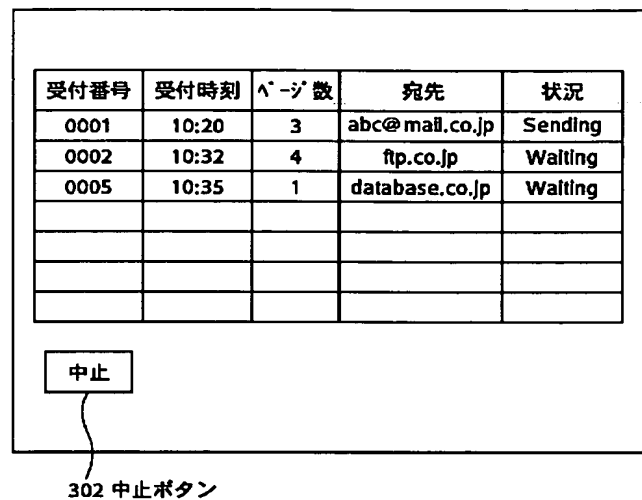 受付番号 受付時刻 ページ数 宛先 状況
0001 10:20 3 abc@mail.co.jp Sending
0002 10:32 4 ftp.co.jp Waiting
0005 10:35 1 database.co.jp Waiting
中止
302 中止ボタン